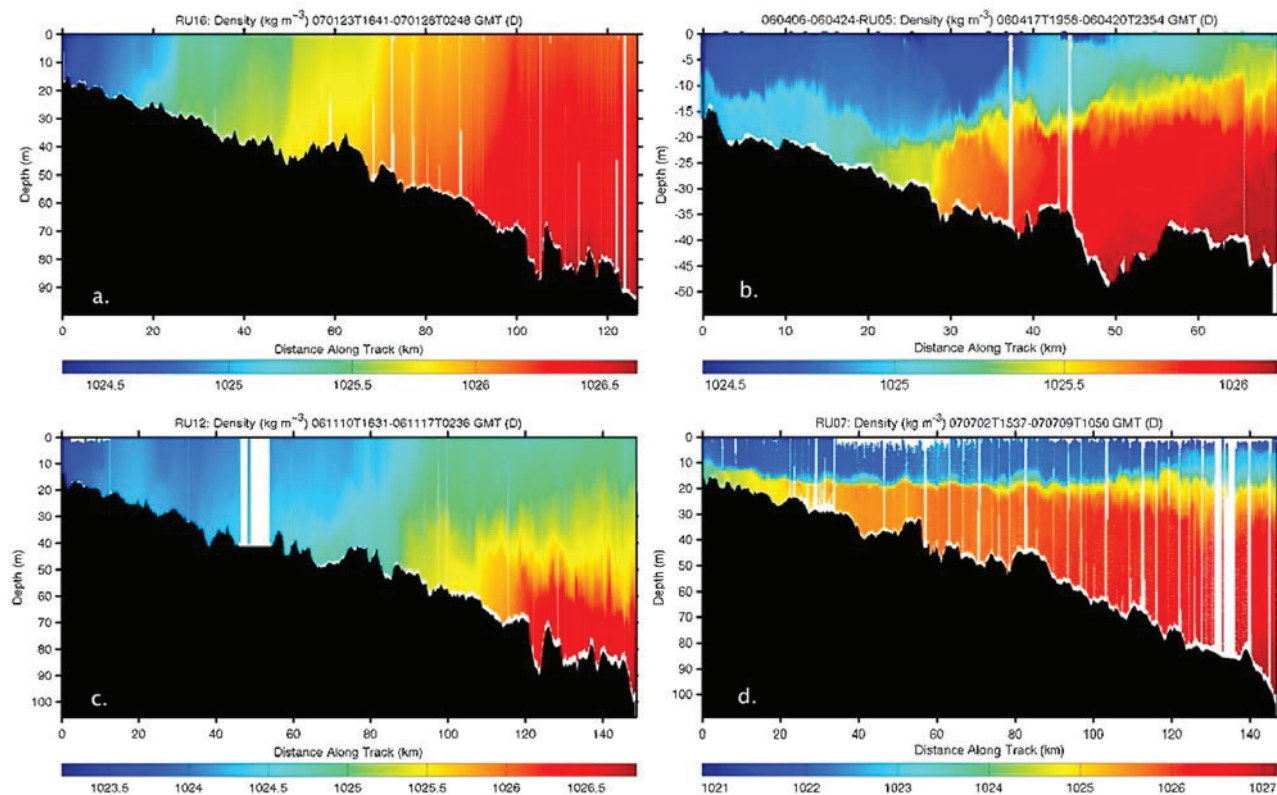 RU16: Density (kg m⁻³) 070123T1641-070128T0248 GMT (D)
0
10
20
30
40
50
60
70
80
90
Depth (m)
a.
0 20 40 60 80 100 120
Distance Along Track (km)
1024.5 1025 1025.5 1026 1026.5
060406-060424-RU05: Density (kg m⁻³) 060417T1958-060420T2354 GMT (D)
0
-5
-10
-15
-20
-25
-30
-35
-40
-45
-50
Depth (m)
b.
0 10 20 30 40 50 60
Distance Along Track (km)
1024.5 1025 1025.5 1026
RU12: Density (kg m⁻³) 061110T1631-061117T0236 GMT (D)
0
10
20
30
40
50
60
70
80
90
100
Depth (m)
c.
0 20 40 60 80 100 120 140
Distance Along Track (km)
1023.5 1024 1024.5 1025 1025.5 1026 1026.5
RU07: Density (kg m⁻³) 070702T1537-070709T1050 GMT (D)
0
10
20
30
40
50
60
70
80
90
100
Depth (m)
d.
0 20 40 60 80 100 120 140
Distance Along Track (km)
1021 1022 1023 1024 1025 1026 1027